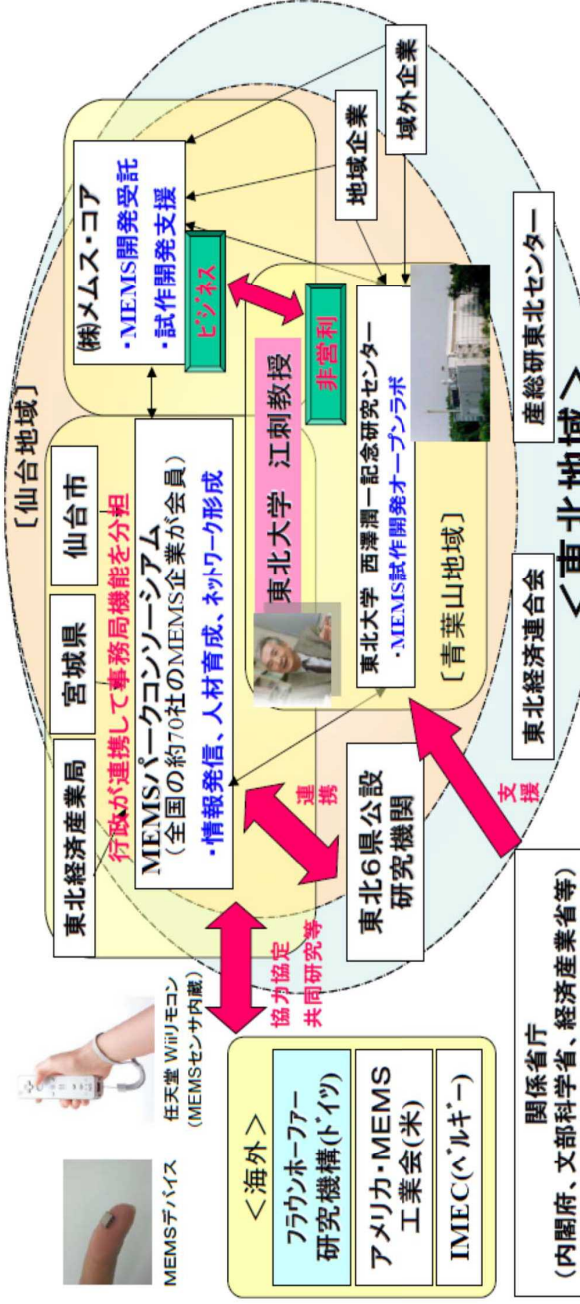 〔仙台地域〕
東北経済産業局
宮城県
仙台市
行政が連携して事務局機能を分担
MEMSパークコンソーシアム
(全国の約70社のMEMS企業が会員)
・情報発信、人材育成、ネットワーク形成
㈱メムス・コア
・MEMS開発受託
・試作開発支援
ビジネス
非営利
東北大学 江刺教授
東北大学 西澤潤一記念研究センター
・MEMS試作開発オープンラボ
〔青葉山地域〕
地域企業
域外企業
MEMSデバイス
任天堂 Wiiリモコン
(MEMSセンサ内蔵)
協力協定
共同研究等
連
携
東北6県公設
研究機関
支
援
<海外>
フラウンホーファー
研究機構(ドイツ)
アメリカ・MEMS
工業会(米)
IMEC(ベルギー)
関係省庁
(内閣府、文部科学省、経済産業省等)
東北経済連合会
産総研東北センター
<東北地域>